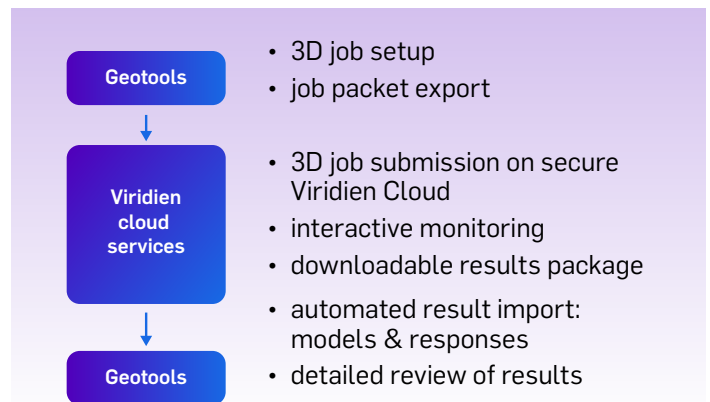 Geotools
• 3D job setup
• job packet export
Viridien
cloud
services
• 3D job submission on secure
Viridien Cloud
• interactive monitoring
• downloadable results package
Geotools
• automated result import:
models & responses
• detailed review of results